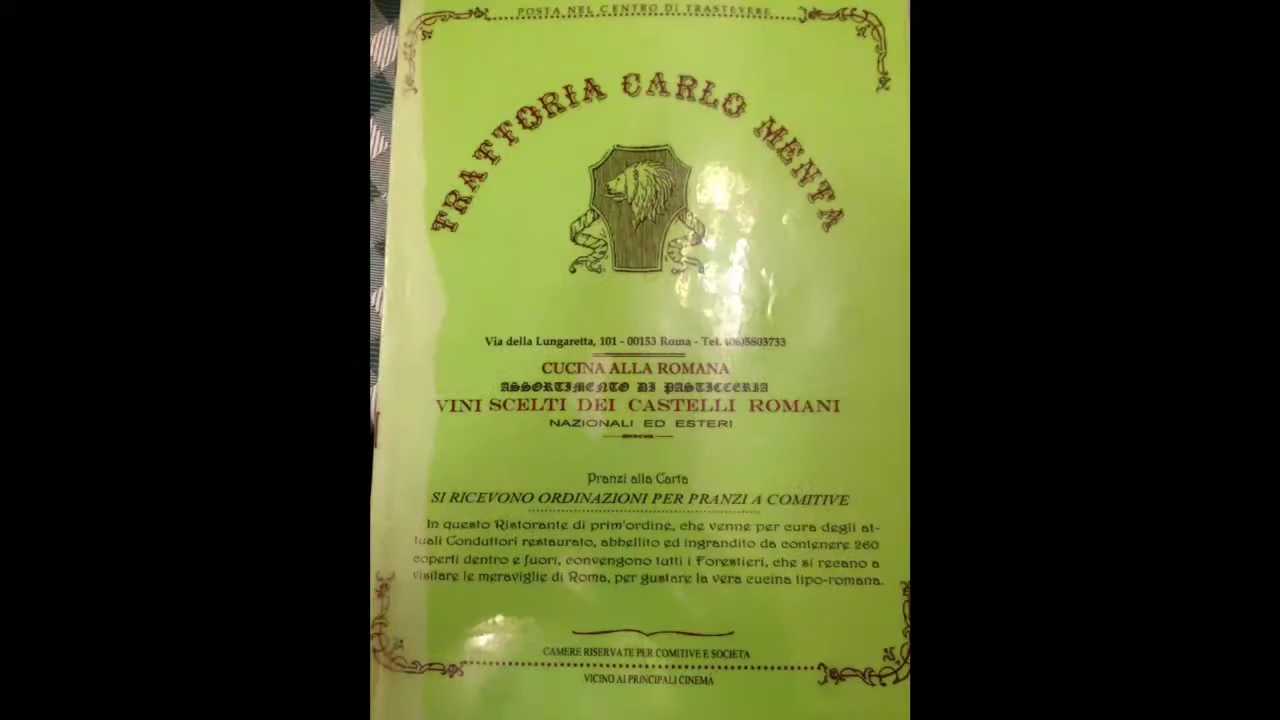 POSTA NEL CENTRO DI TRASTEVERE
TRATTORIA CARLO MENTA
Via della Lungaretta, 101 - 00153 Roma - Tel. (06)5803733
CUCINA ALLA ROMANA
ASSORTIMENTO DI PASTICCERIA
VINI SCELTI DEI CASTELLI ROMANI
NAZIONALI ED ESTERI
Pranzi alla Carta
SI RICEVONO ORDINAZIONI PER PRANZI A COMITIVE
In questo Ristorante di prim'ordine, che venne per cura degli at-
tuali Conduttori restaurato, abbellito ed ingrandito da contenere 260
coperti dentro e fuori, convengono tutti i Forestieri, che si recano a
visitare le meraviglie di Roma, per gustare la vera cucina tipo-romana.
CAMERE RISERVATE PER COMITIVE E SOCIETA
VICINO AI PRINCIPALI CINEMA